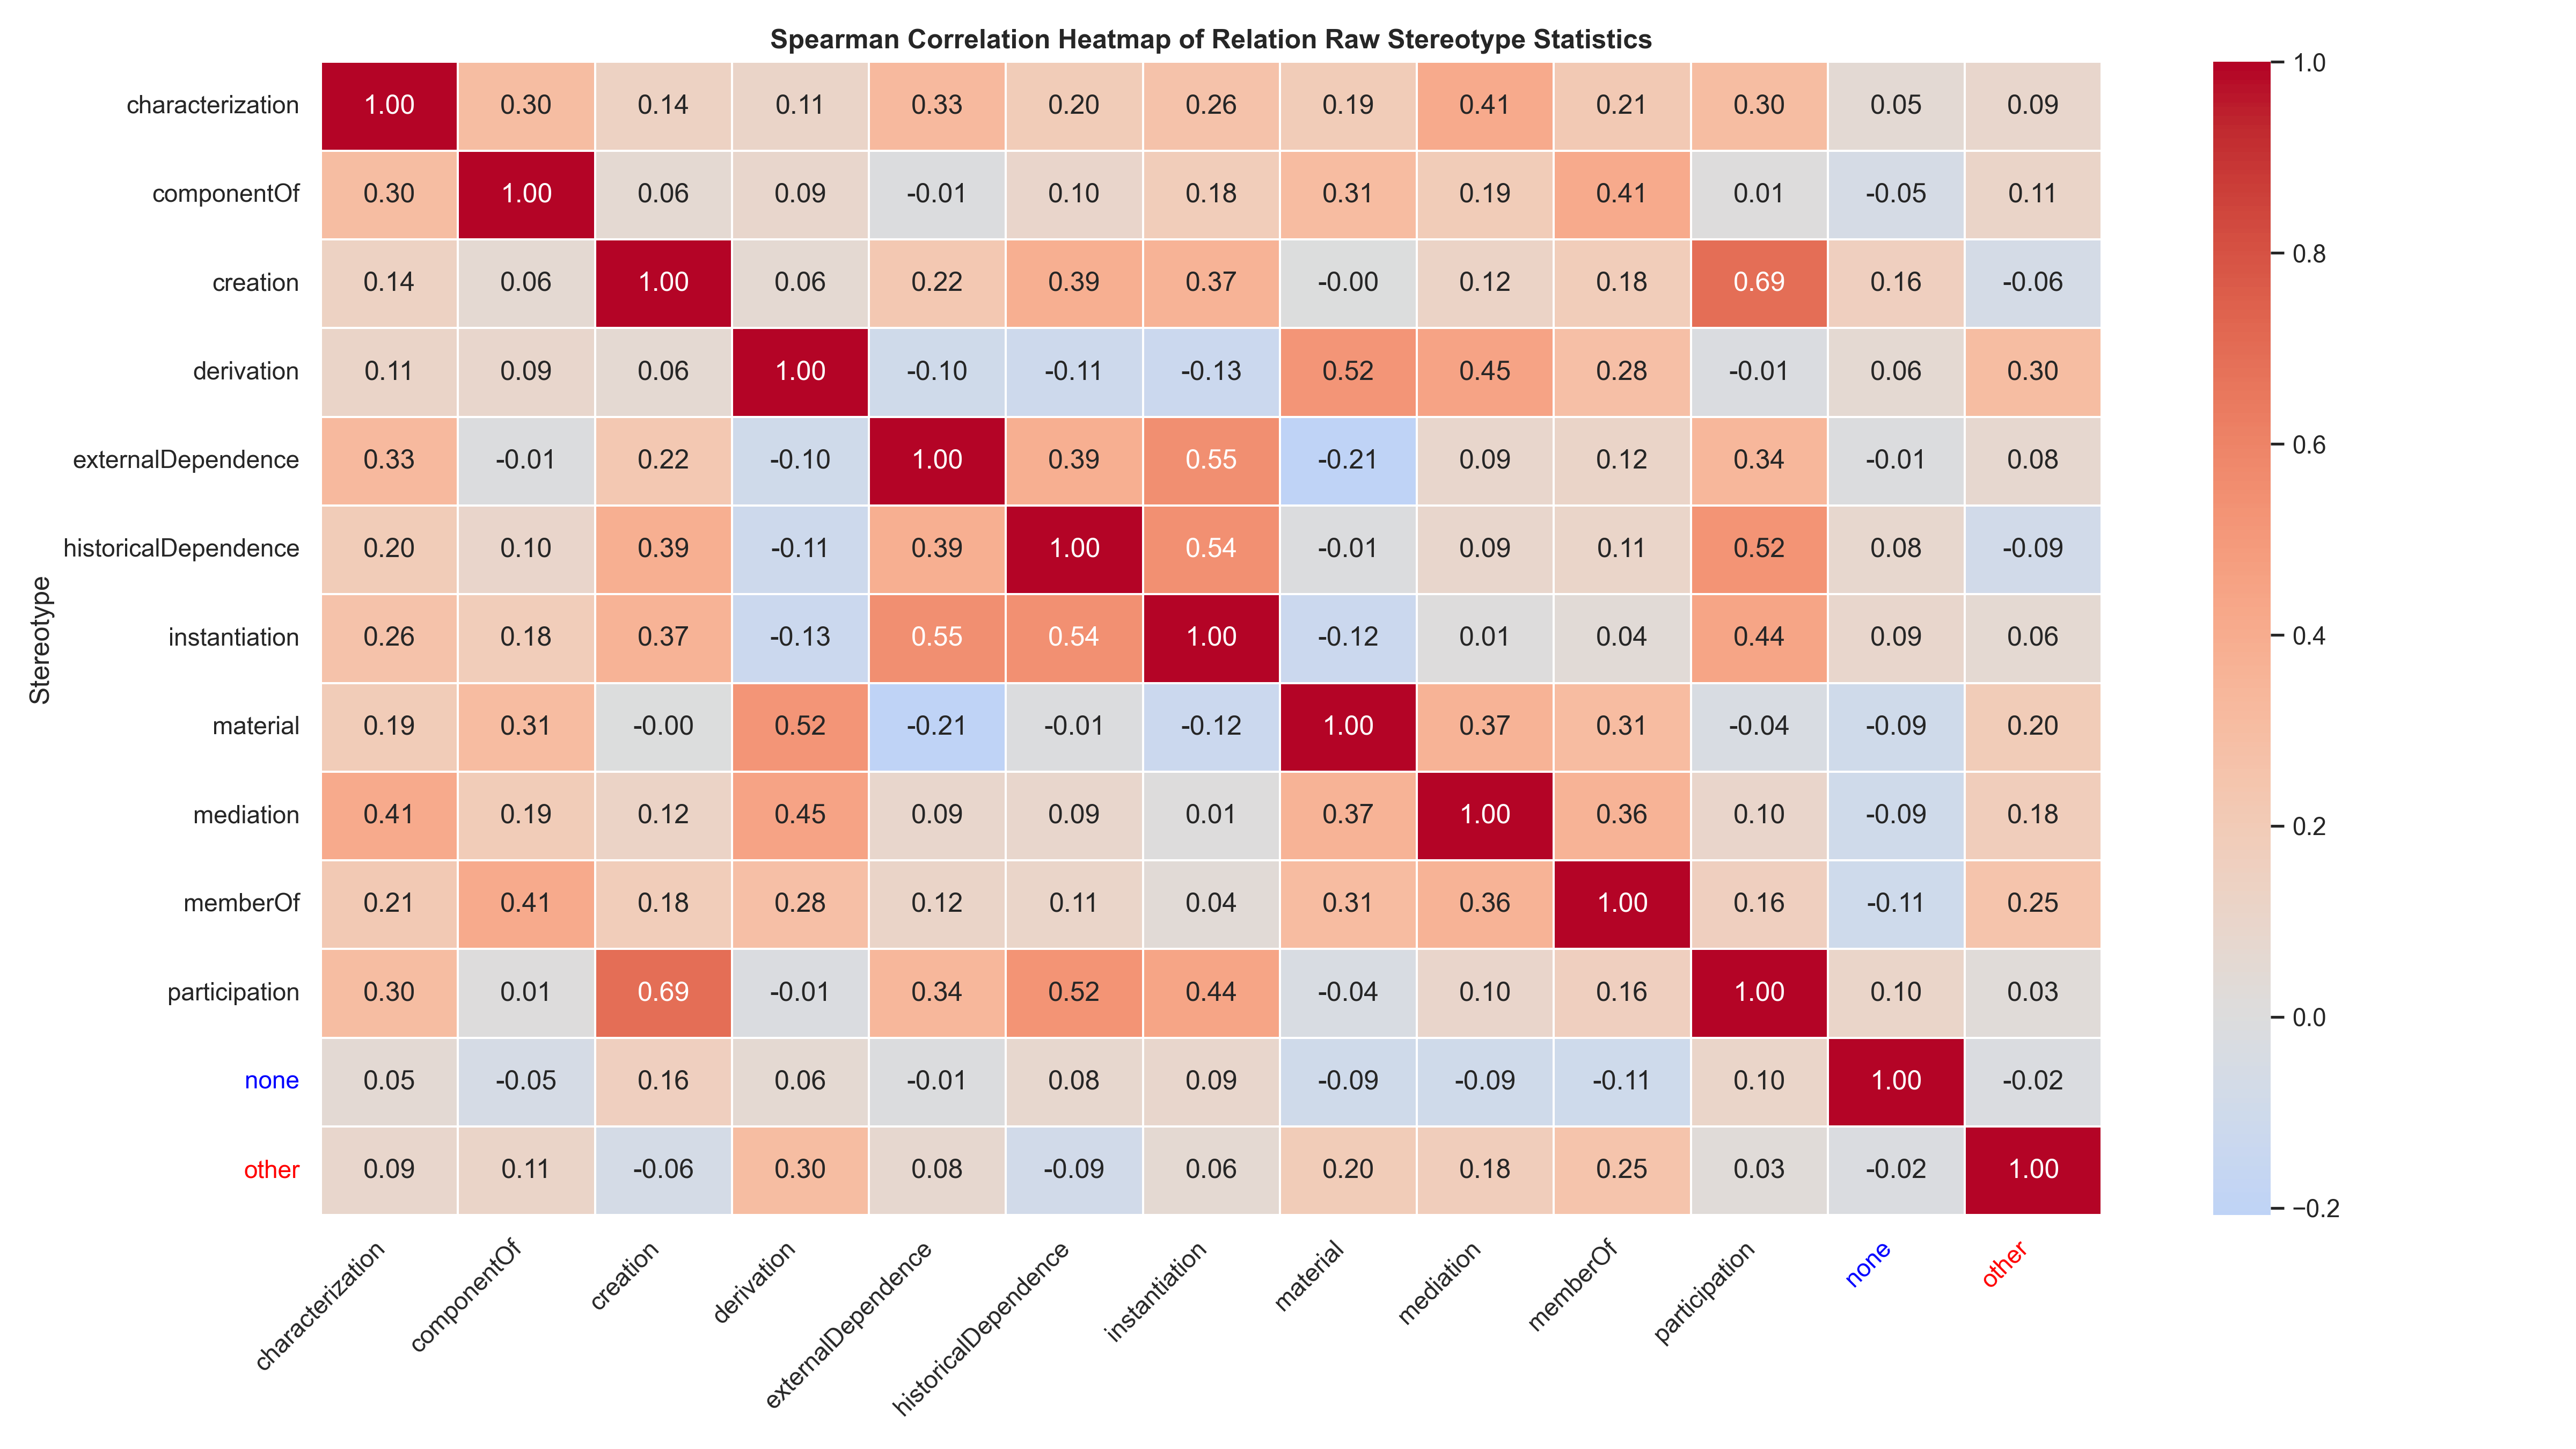 Spearman Correlation Heatmap of Relation Raw Stereotype Statistics
Stereotype
characterization 1.00 0.30 0.14 0.11 0.33 0.20 0.26 0.19 0.41 0.21 0.30 0.05 0.09
componentOf 0.30 1.00 0.06 0.09 -0.01 0.10 0.18 0.31 0.19 0.41 0.01 -0.05 0.11
creation 0.14 0.06 1.00 0.06 0.22 0.39 0.37 -0.00 0.12 0.18 0.69 0.16 -0.06
derivation 0.11 0.09 0.06 1.00 -0.10 -0.11 -0.13 0.52 0.45 0.28 -0.01 0.06 0.30
externalDependence 0.33 -0.01 0.22 -0.10 1.00 0.39 0.55 -0.21 0.09 0.12 0.34 -0.01 0.08
historicalDependence 0.20 0.10 0.39 -0.11 0.39 1.00 0.54 -0.01 0.09 0.11 0.52 0.08 -0.09
instantiation 0.26 0.18 0.37 -0.13 0.55 0.54 1.00 -0.12 0.01 0.04 0.44 0.09 0.06
material 0.19 0.31 -0.00 0.52 -0.21 -0.01 -0.12 1.00 0.37 0.31 -0.04 -0.09 0.20
mediation 0.41 0.19 0.12 0.45 0.09 0.09 0.01 0.37 1.00 0.36 0.10 -0.09 0.18
memberOf 0.21 0.41 0.18 0.28 0.12 0.11 0.04 0.31 0.36 1.00 0.16 -0.11 0.25
participation 0.30 0.01 0.69 -0.01 0.34 0.52 0.44 -0.04 0.10 0.16 1.00 0.10 0.03
none 0.05 -0.05 0.16 0.06 -0.01 0.08 0.09 -0.09 -0.09 -0.11 0.10 1.00 -0.02
other 0.09 0.11 -0.06 0.30 0.08 -0.09 0.06 0.20 0.18 0.25 0.03 -0.02 1.00
characterization componentOf creation derivation externalDependence historicalDependence instantiation material mediation memberOf participation none other
1.0
0.8
0.6
0.4
0.2
0.0
−0.2